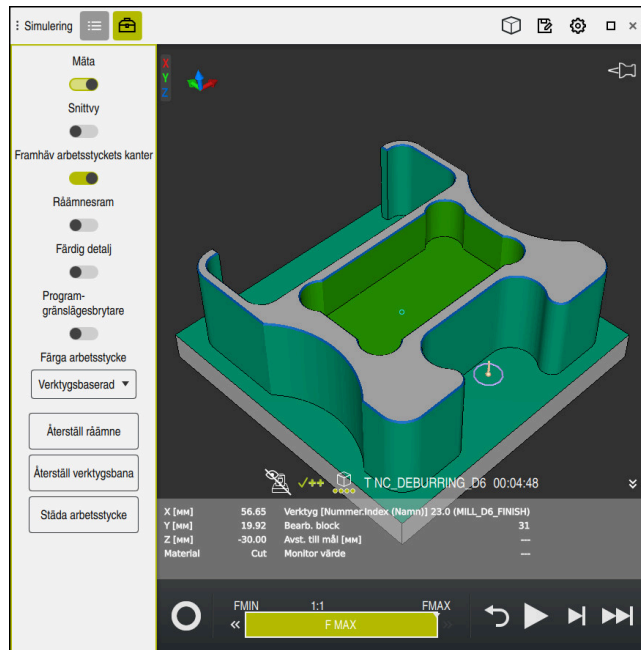 Simulering
Mäta
Snittvy
Framhäv arbetsstyckets kanter
Råämnesram
Färdig detalj
Program-
gränslägesbrytare
Färga arbetsstycke
Verktygsbaserad
Återställ råämne
Återställ verktygsbana
Städa arbetsstycke
X
Y
Z
T NC_DEBURRING_D6 00:04:48
X [MM] 56.65 Verktyg [Nummer.Index (Namn)] 23.0 (MILL_D6_FINISH)
Y [MM] 19.92 Bearb. block 31
Z [MM] -30.00 Avst. till mål [MM] ---
Material Cut Monitor värde ---
FMIN 1:1 FMAX
F MAX